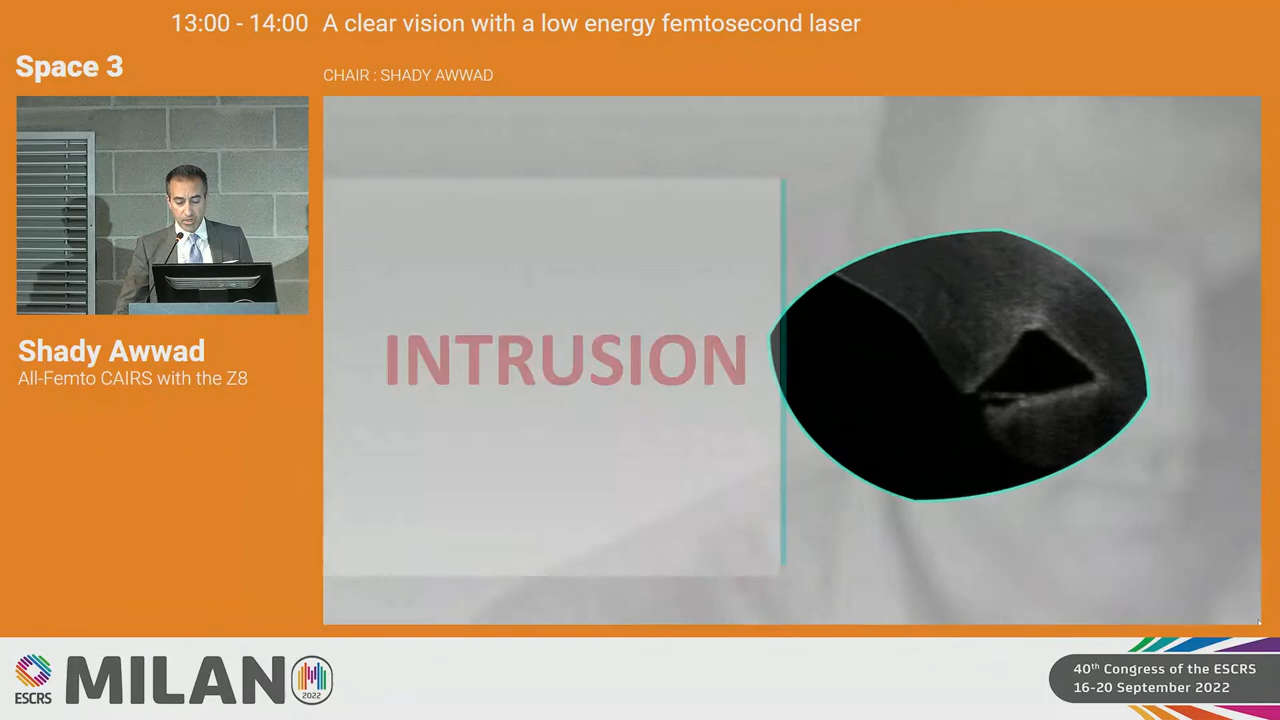 13:00 - 14:00 A clear vision with a low energy femtosecond laser
Space 3
CHAIR : SHADY AWWAD
INTRUSION
Shady Awwad
All-Femto CAIRS with the Z8
ESCRS
MILANO
2022
40th Congress of the ESCRS
16-20 September 2022